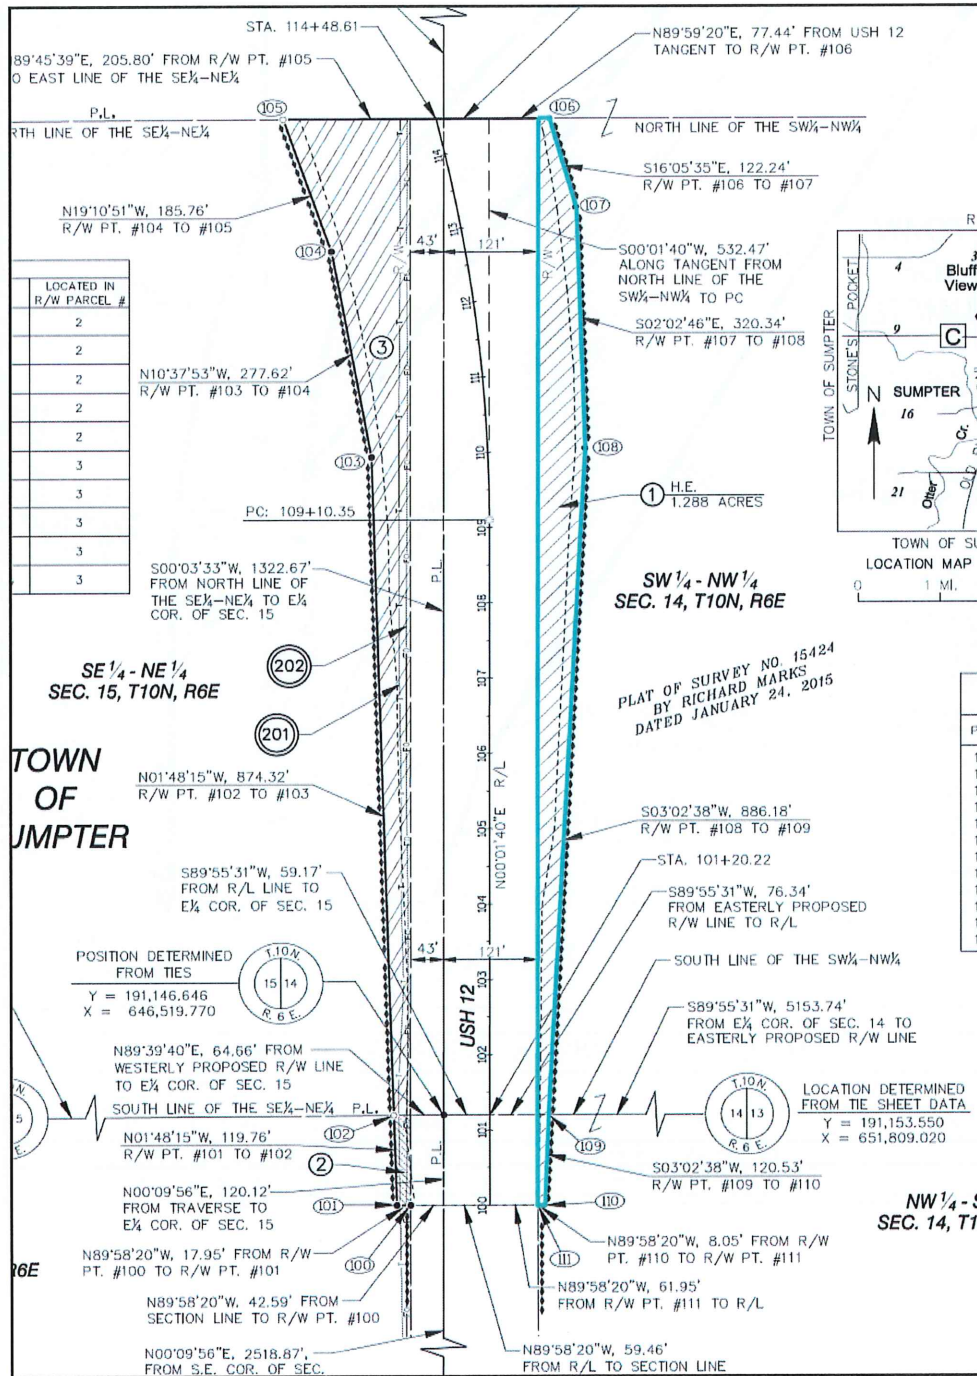 STA. 114+48.61
N89°59'20"E, 77.44' FROM USH 12
TANGENT TO R/W PT. #106
89°45'39"E, 205.80' FROM R/W PT. #105
O EAST LINE OF THE SE¼-NE¼
P.L.
RTH LINE OF THE SE¼-NE¼
105
106
NORTH LINE OF THE SW¼-NW¼
S16°05'35"E, 122.24'
R/W PT. #106 TO #107
107
N19°10'51"W, 185.76'
R/W PT. #104 TO #105
104
114
113
112
111
110
109
108
107
106
105
104
103
102
101
100
43'
121'
R/W
R/W
S00°01'40"W, 532.47'
ALONG TANGENT FROM
NORTH LINE OF THE
SW¼-NW¼ TO PC
S02°02'46"E, 320.34'
R/W PT. #107 TO #108
LOCATED IN
R/W PARCEL #
2
2
2
2
2
3
3
3
3
3
3
N10°37'53"W, 277.62'
R/W PT. #103 TO #104
103
108
1
H.E.
1.288 ACRES
PC: 109+10.35
S00°03'33"W, 1322.67'
FROM NORTH LINE OF
THE SE¼-NE¼ TO E¼
COR. OF SEC. 15
P.L.
SW ¼ - NW ¼
SEC. 14, T10N, R6E
R
TOWN OF SUMPTER
STONE'S POCKET
4
3
Bluff
View
9
C
N
SUMPTER
16
Cr.
21
Otter
OLD
TOWN OF SU
LOCATION MAP
0 1 MI.
202
SE ¼ - NE ¼
SEC. 15, T10N, R6E
201
PLAT OF SURVEY NO. 15424
BY RICHARD MARKS
DATED JANUARY 24, 2015
P
TOWN
OF
UMPTER
N01°48'15"W, 874.32'
R/W PT. #102 TO #103
N00°01'40"E R/L
S03°02'38"W, 886.18'
R/W PT. #108 TO #109
STA. 101+20.22
S89°55'31"W, 59.17'
FROM R/L LINE TO
E¼ COR. OF SEC. 15
S89°55'31"W, 76.34'
FROM EASTERLY PROPOSED
R/W LINE TO R/L
43'
121'
POSITION DETERMINED
FROM TIES
Y = 191,146.646
X = 646,519.770
T.10 N.
15 14
R. 6 E.
USH 12
SOUTH LINE OF THE SW¼-NW¼
S89°55'31"W, 5153.74'
FROM E¼ COR. OF SEC. 14 TO
EASTERLY PROPOSED R/W LINE
N89°39'40"E, 64.66' FROM
WESTERLY PROPOSED R/W LINE
TO E¼ COR. OF SEC. 15
SOUTH LINE OF THE SE¼-NE¼ P.L.
5
E.
T.10 N.
14 13
R. 6 E.
LOCATION DETERMINED
FROM TIE SHEET DATA
Y = 191,153.550
X = 651,809.020
102
109
N01°48'15"W, 119.76'
R/W PT. #101 TO #102
P.L.
2
S03°02'38"W, 120.53'
R/W PT. #109 TO #110
N00°09'56"E, 120.12'
FROM TRAVERSE TO
E¼ COR. OF SEC. 15
101
110
NW ¼ - S
SEC. 14, T1
N89°58'20"W, 17.95' FROM R/W
PT. #100 TO R/W PT. #101
100
111
N89°58'20"W, 8.05' FROM R/W
PT. #110 TO R/W PT. #111
R6E
N89°58'20"W, 42.59' FROM
SECTION LINE TO R/W PT. #100
N89°58'20"W, 61.95'
FROM R/W PT. #111 TO R/L
N00°09'56"E, 2518.87',
FROM S.E. COR. OF SEC.
N89°58'20"W, 59.46'
FROM R/L TO SECTION LINE
3